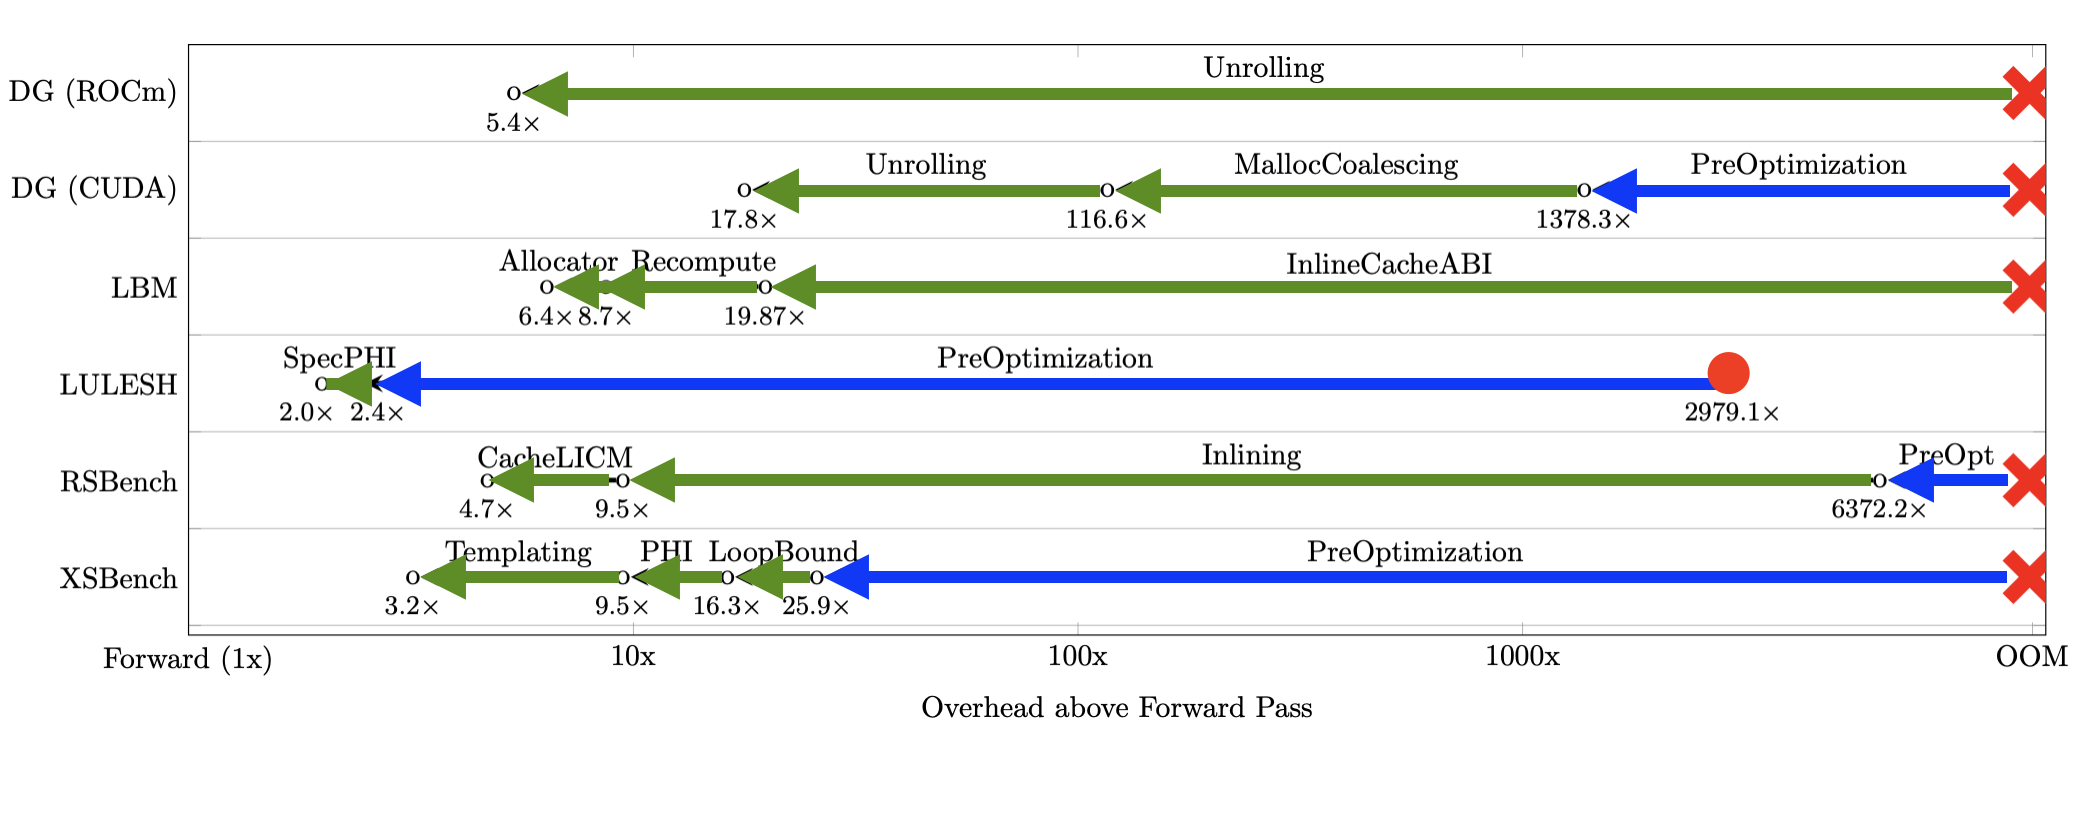 Unrolling
DG (ROCm)
5.4×
Unrolling MallocCoalescing PreOptimization
DG (CUDA)
17.8× 116.6× 1378.3×
Allocator Recompute InlineCacheABI
LBM
6.4× 8.7× 19.87×
SpecPHI PreOptimization
LULESH
2.0× 2.4× 2979.1×
CacheLICM Inlining PreOpt
RSBench
4.7× 9.5× 6372.2×
Templating PHI LoopBound PreOptimization
XSBench
3.2× 9.5× 16.3× 25.9×
Forward (1x) 10x 100x 1000x OOM
Overhead above Forward Pass